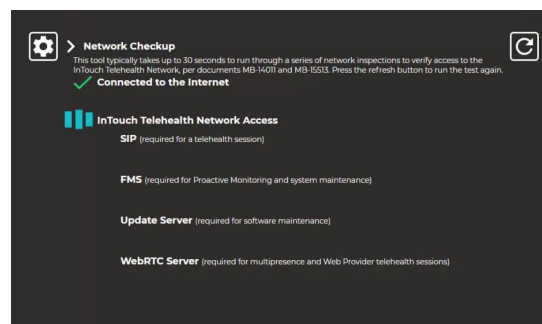 Network Checkup
This tool typically takes up to 30 seconds to run through a series of network inspections to verify access to the
InTouch Telehealth Network, per documents MB-14011 and MB-15513. Press the refresh button to run the test again.
Connected to the Internet
InTouch Telehealth Network Access
SIP (required for a telehealth session)
FMS (required for Proactive Monitoring and system maintenance)
Update Server (required for software maintenance)
WebRTC Server (required for multipresence and Web Provider telehealth sessions)